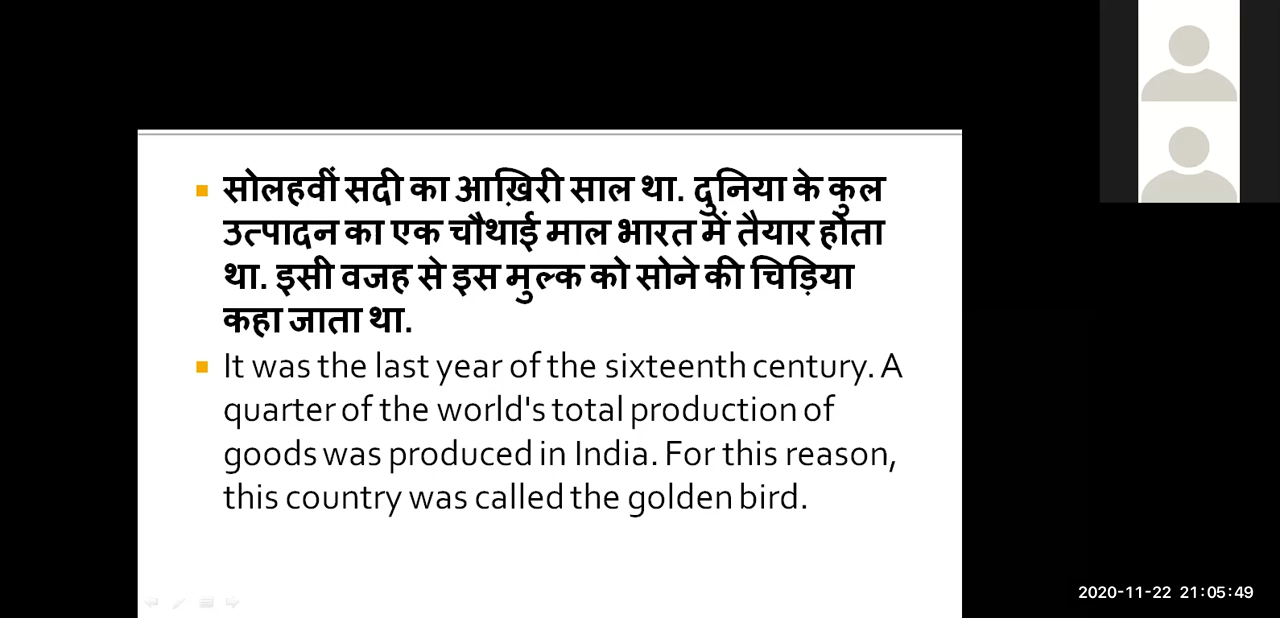 सोलहवीं सदी का आख़िरी साल था. दुनिया के कुल
उत्पादन का एक चौथाई माल भारत में तैयार होता
था. इसी वजह से इस मुल्क को सोने की चिड़िया
कहा जाता था.
It was the last year of the sixteenth century. A
quarter of the world's total production of
goods was produced in India. For this reason,
this country was called the golden bird.
2020-11-22 21:05:49